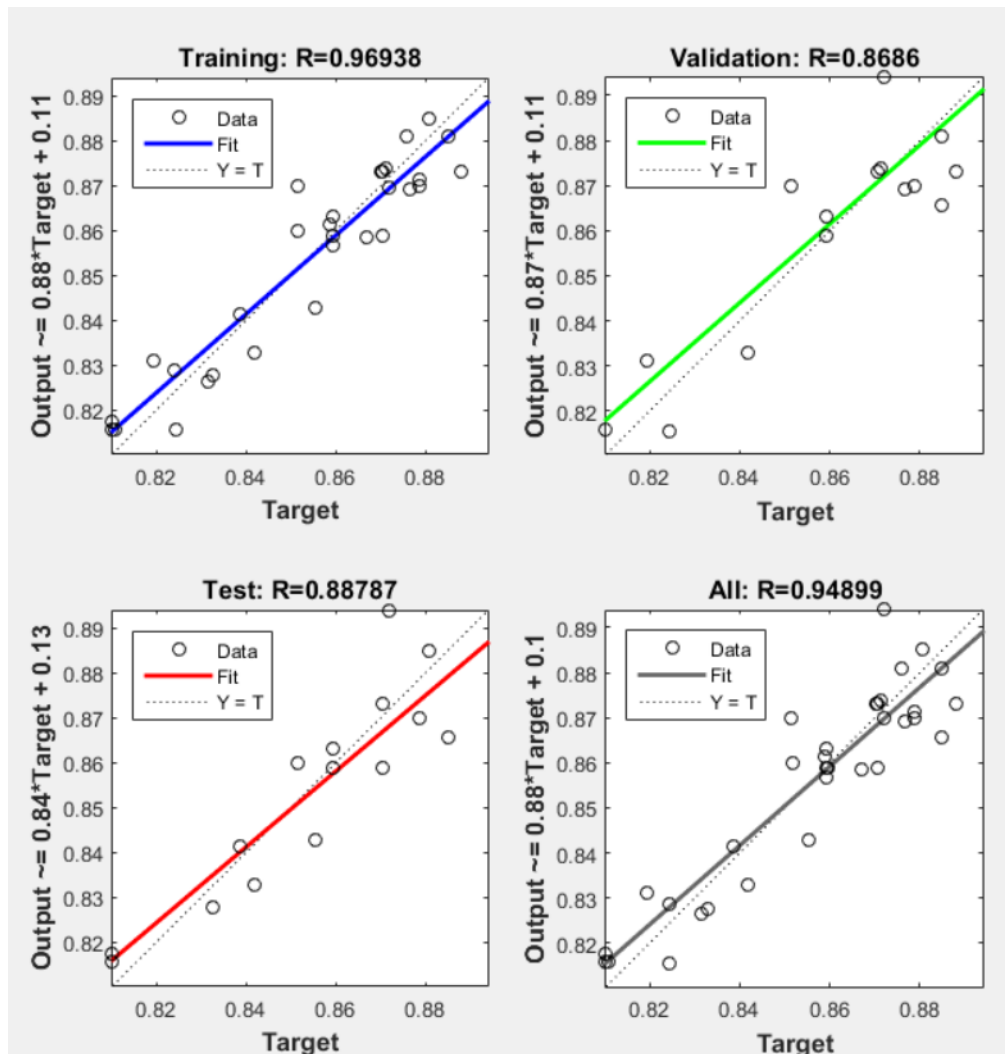 Training: R=0.96938
Output ~= 0.88*Target + 0.11
0.89
0.88
0.87
0.86
0.85
0.84
0.83
0.82
Data
Fit
Y = T
0.82 0.84 0.86 0.88
Target
Validation: R=0.8686
Output ~= 0.87*Target + 0.11
0.89
0.88
0.87
0.86
0.85
0.84
0.83
0.82
Data
Fit
Y = T
0.82 0.84 0.86 0.88
Target
Test: R=0.88787
Output ~= 0.84*Target + 0.13
0.89
0.88
0.87
0.86
0.85
0.84
0.83
0.82
Data
Fit
Y = T
0.82 0.84 0.86 0.88
Target
All: R=0.94899
Output ~= 0.88*Target + 0.1
0.89
0.88
0.87
0.86
0.85
0.84
0.83
0.82
Data
Fit
Y = T
0.82 0.84 0.86 0.88
Target